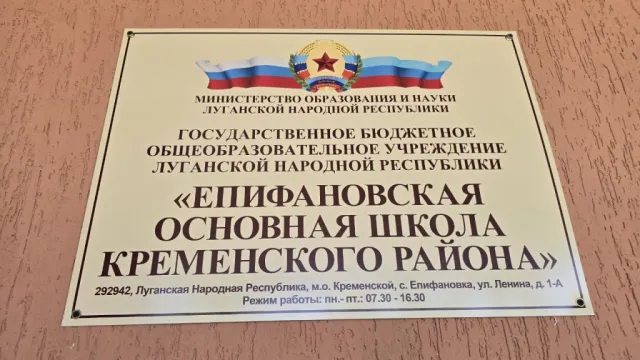 МИНИСТЕРСТВО ОБРАЗОВАНИЯ И НАУКИ
ЛУГАНСКОЙ НАРОДНОЙ РЕСПУБЛИКИ
ГОСУДАРСТВЕННОЕ БЮДЖЕТНОЕ
ОБЩЕОБРАЗОВАТЕЛЬНОЕ УЧРЕЖДЕНИЕ
ЛУГАНСКОЙ НАРОДНОЙ РЕСПУБЛИКИ
«ЕПИФАНОВСКАЯ
ОСНОВНАЯ ШКОЛА
КРЕМЕНСКОГО РАЙОНА»
292942, Луганская Народная Республика, м.о. Кременской, с. Епифановка, ул. Ленина, д. 1-А
Режим работы: пн.- пт.: 07.30 - 16.30